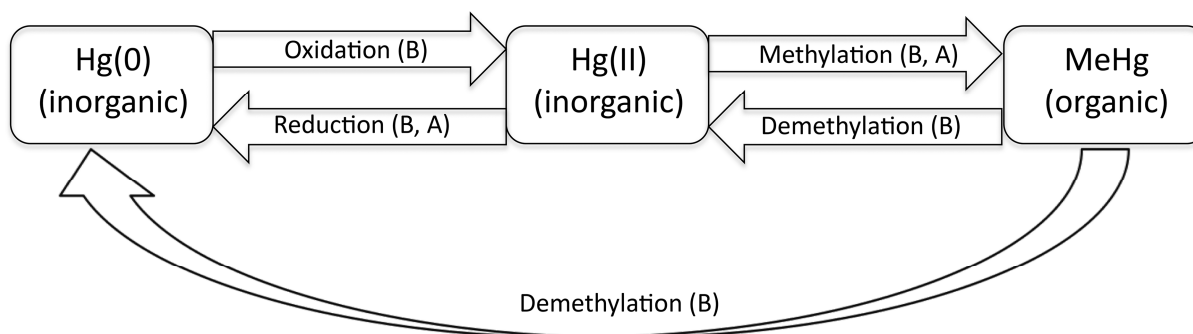 Hg(0)
(inorganic)
Oxidation (B)
Reduction (B, A)
Hg(II)
(inorganic)
Methylation (B, A)
Demethylation (B)
MeHg
(organic)
Demethylation (B)